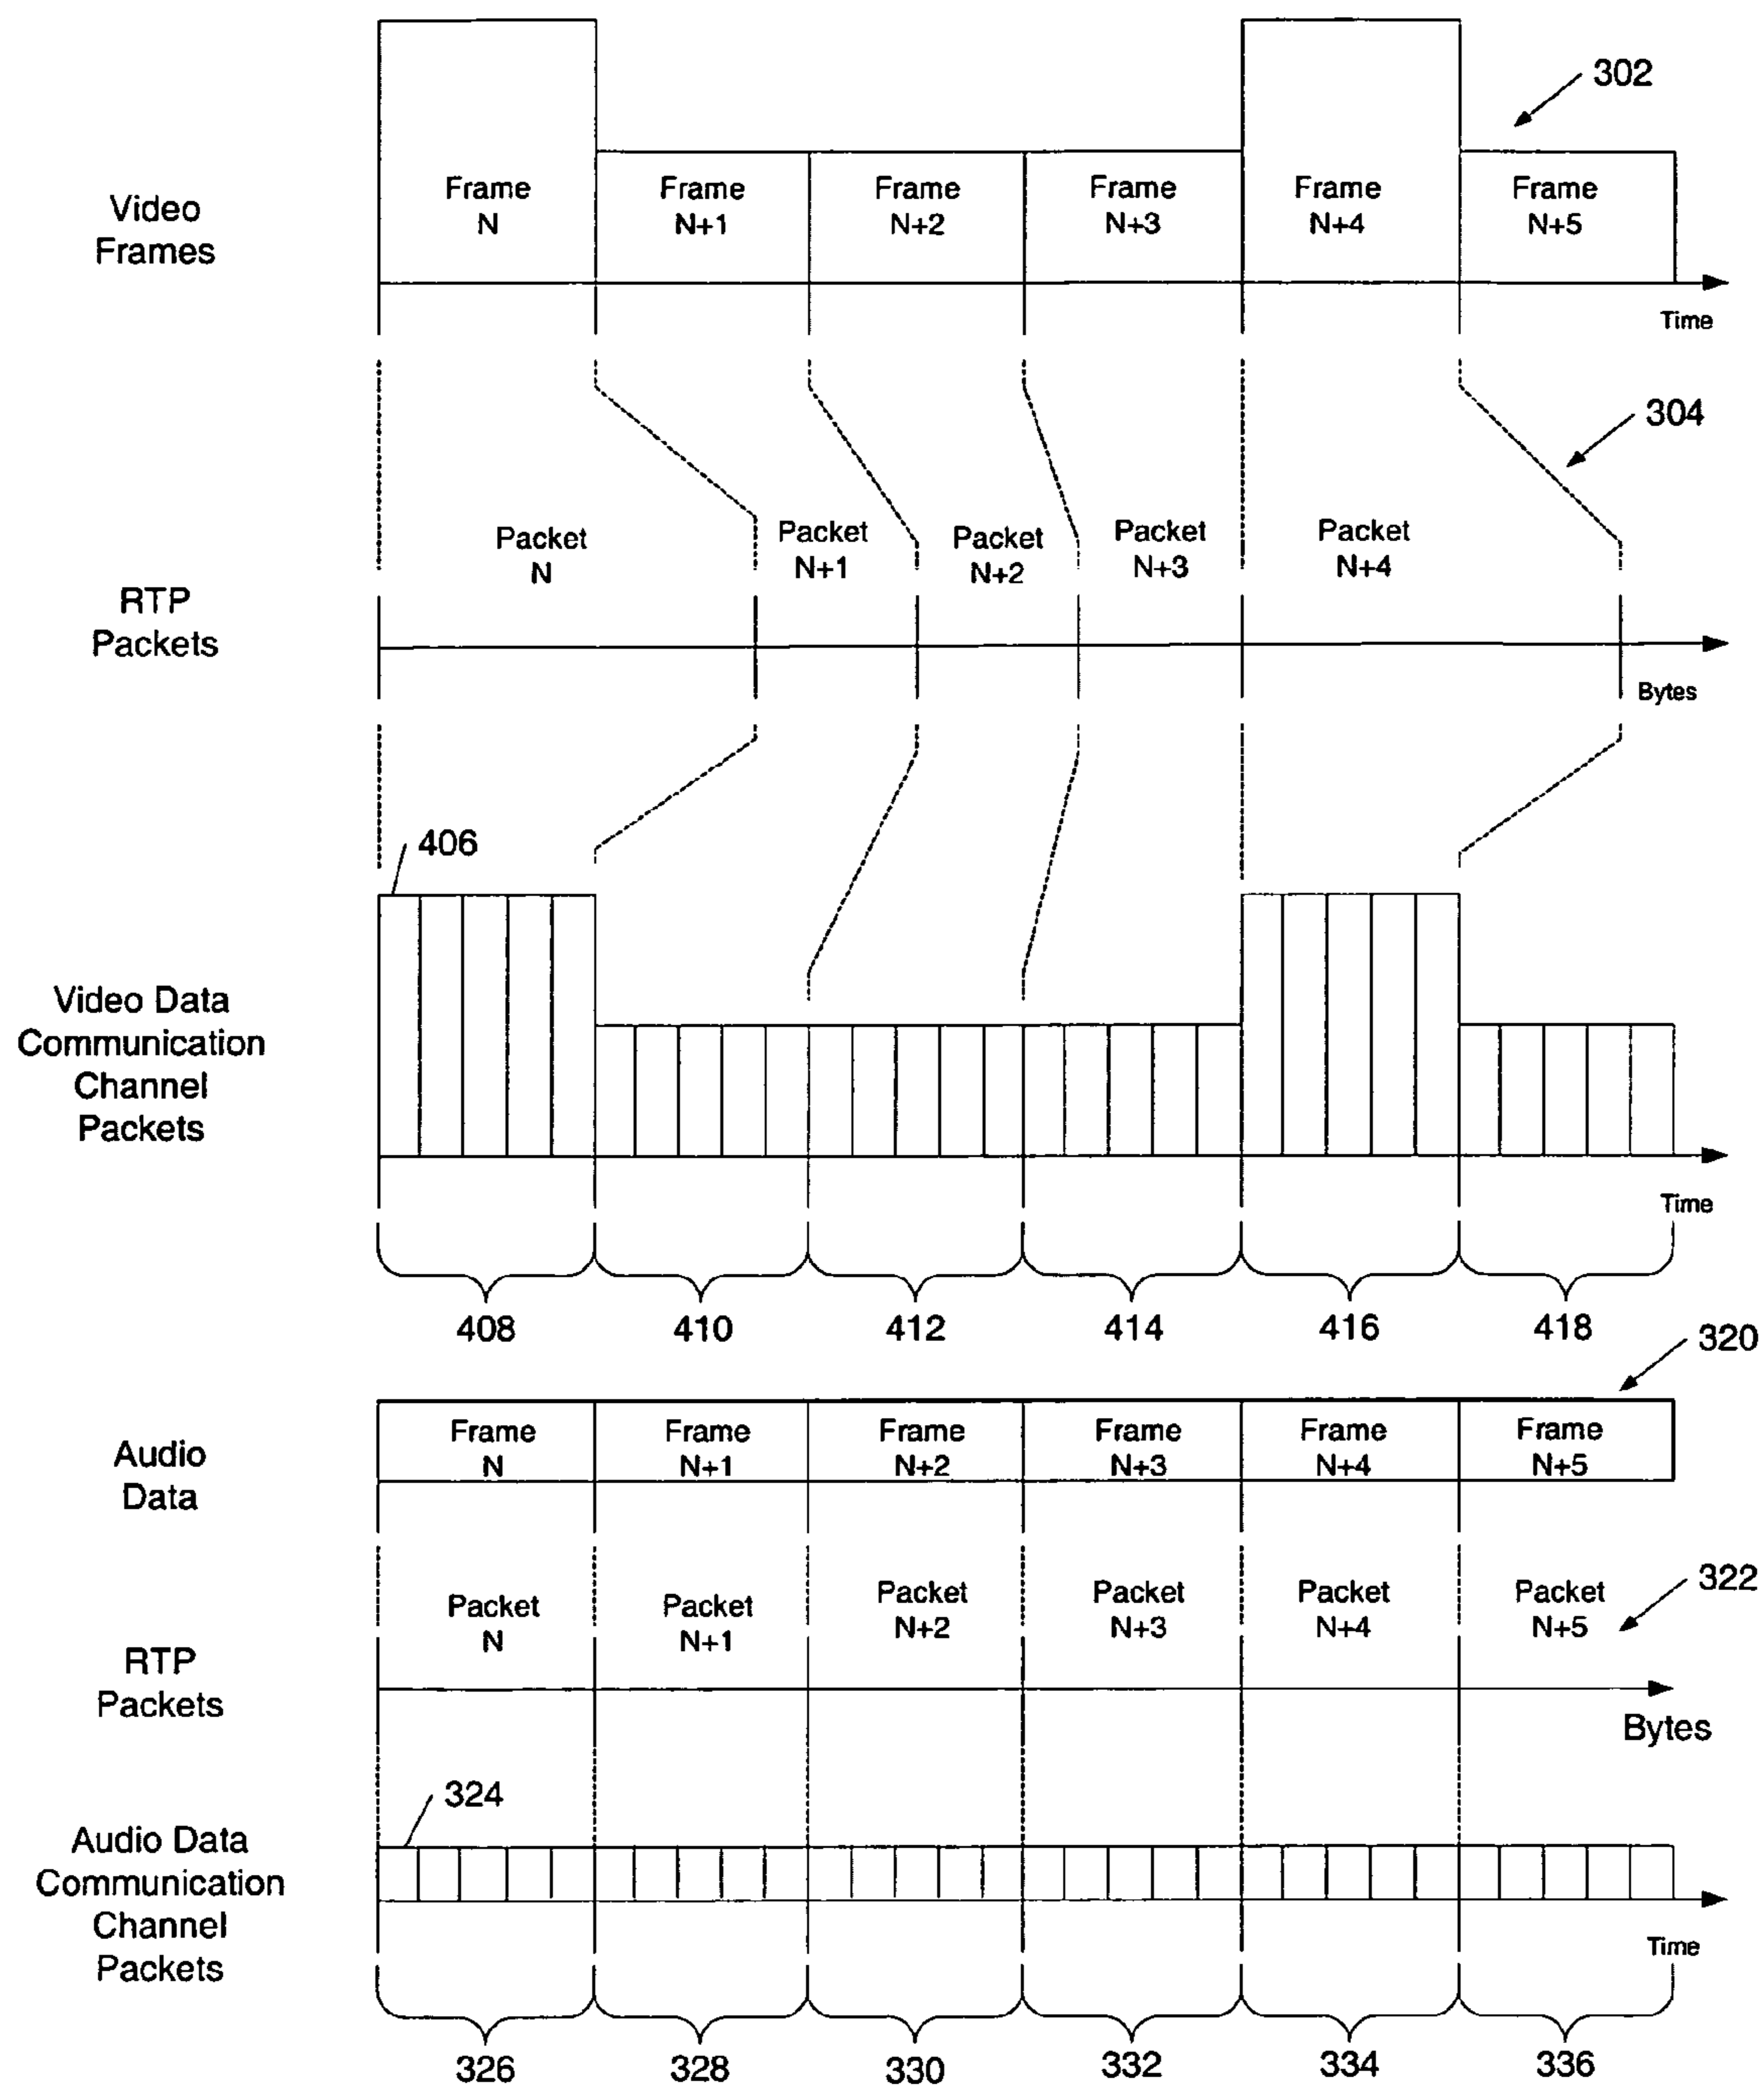 302
Video
Frames
Frame
N
Frame
N+1
Frame
N+2
Frame
N+3
Frame
N+4
Frame
N+5
Time
304
RTP
Packets
Packet
N
Packet
N+1
Packet
N+2
Packet
N+3
Packet
N+4
Bytes
406
Video Data
Communication
Channel
Packets
Time
408
410
412
414
416
418
320
Audio
Data
Frame
N
Frame
N+1
Frame
N+2
Frame
N+3
Frame
N+4
Frame
N+5
322
RTP
Packets
Packet
N
Packet
N+1
Packet
N+2
Packet
N+3
Packet
N+4
Packet
N+5
Bytes
324
Audio Data
Communication
Channel
Packets
Time
326
328
330
332
334
336